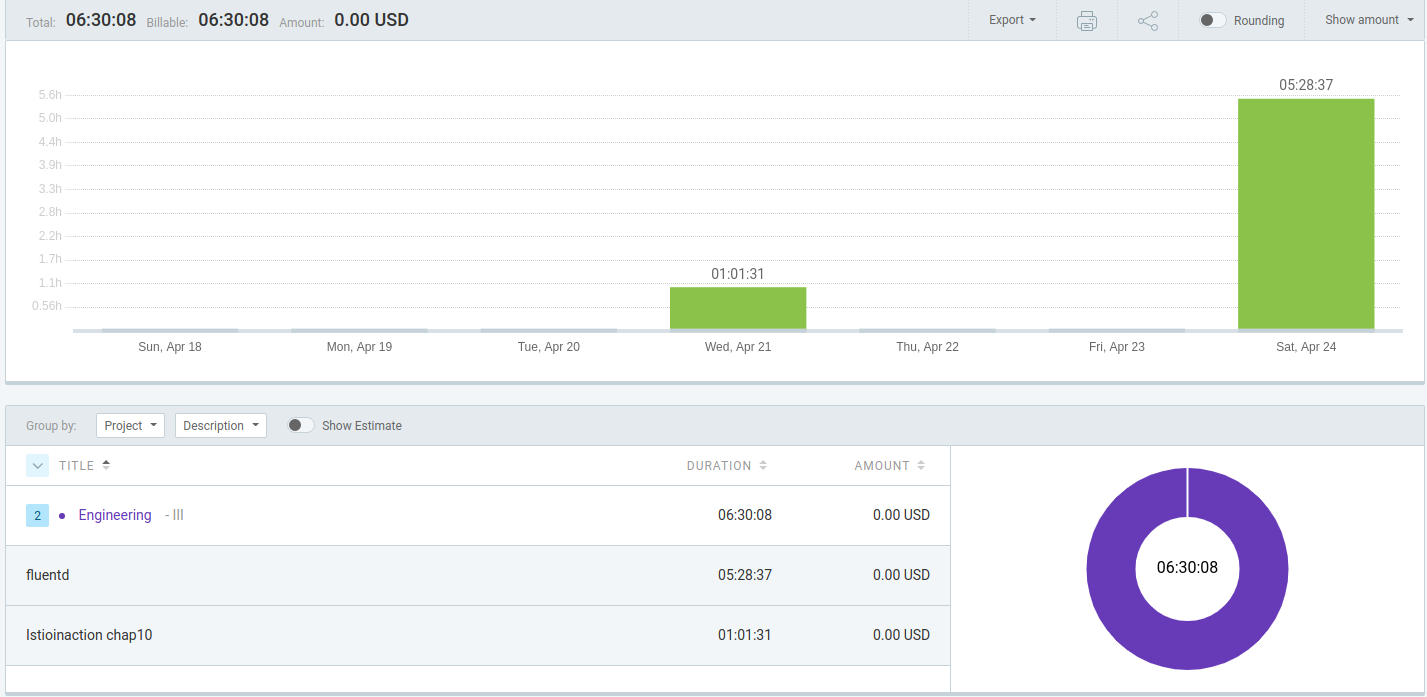 Total: 06:30:08 Billable: 06:30:08 Amount: 0.00 USD Export Rounding Show amount
05:28:37
5.6h
5.0h
4.4h
3.9h
3.3h
2.8h
2.2h
1.7h
01:01:31
1.1h
0.56h
Sun, Apr 18 Mon, Apr 19 Tue, Apr 20 Wed, Apr 21 Thu, Apr 22 Fri, Apr 23 Sat, Apr 24
Group by: Project Description Show Estimate
TITLE DURATION AMOUNT
2 • Engineering - III 06:30:08 0.00 USD
fluentd 05:28:37 0.00 USD
06:30:08
Istioinaction chap10 01:01:31 0.00 USD